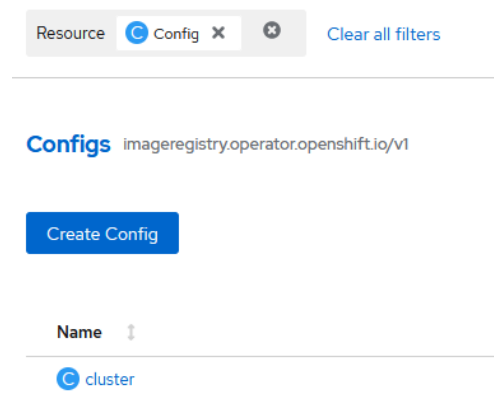 Resource C Config × Clear all filters
Configs imageregistry.operator.openshift.io/v1
Create Config
Name
C cluster